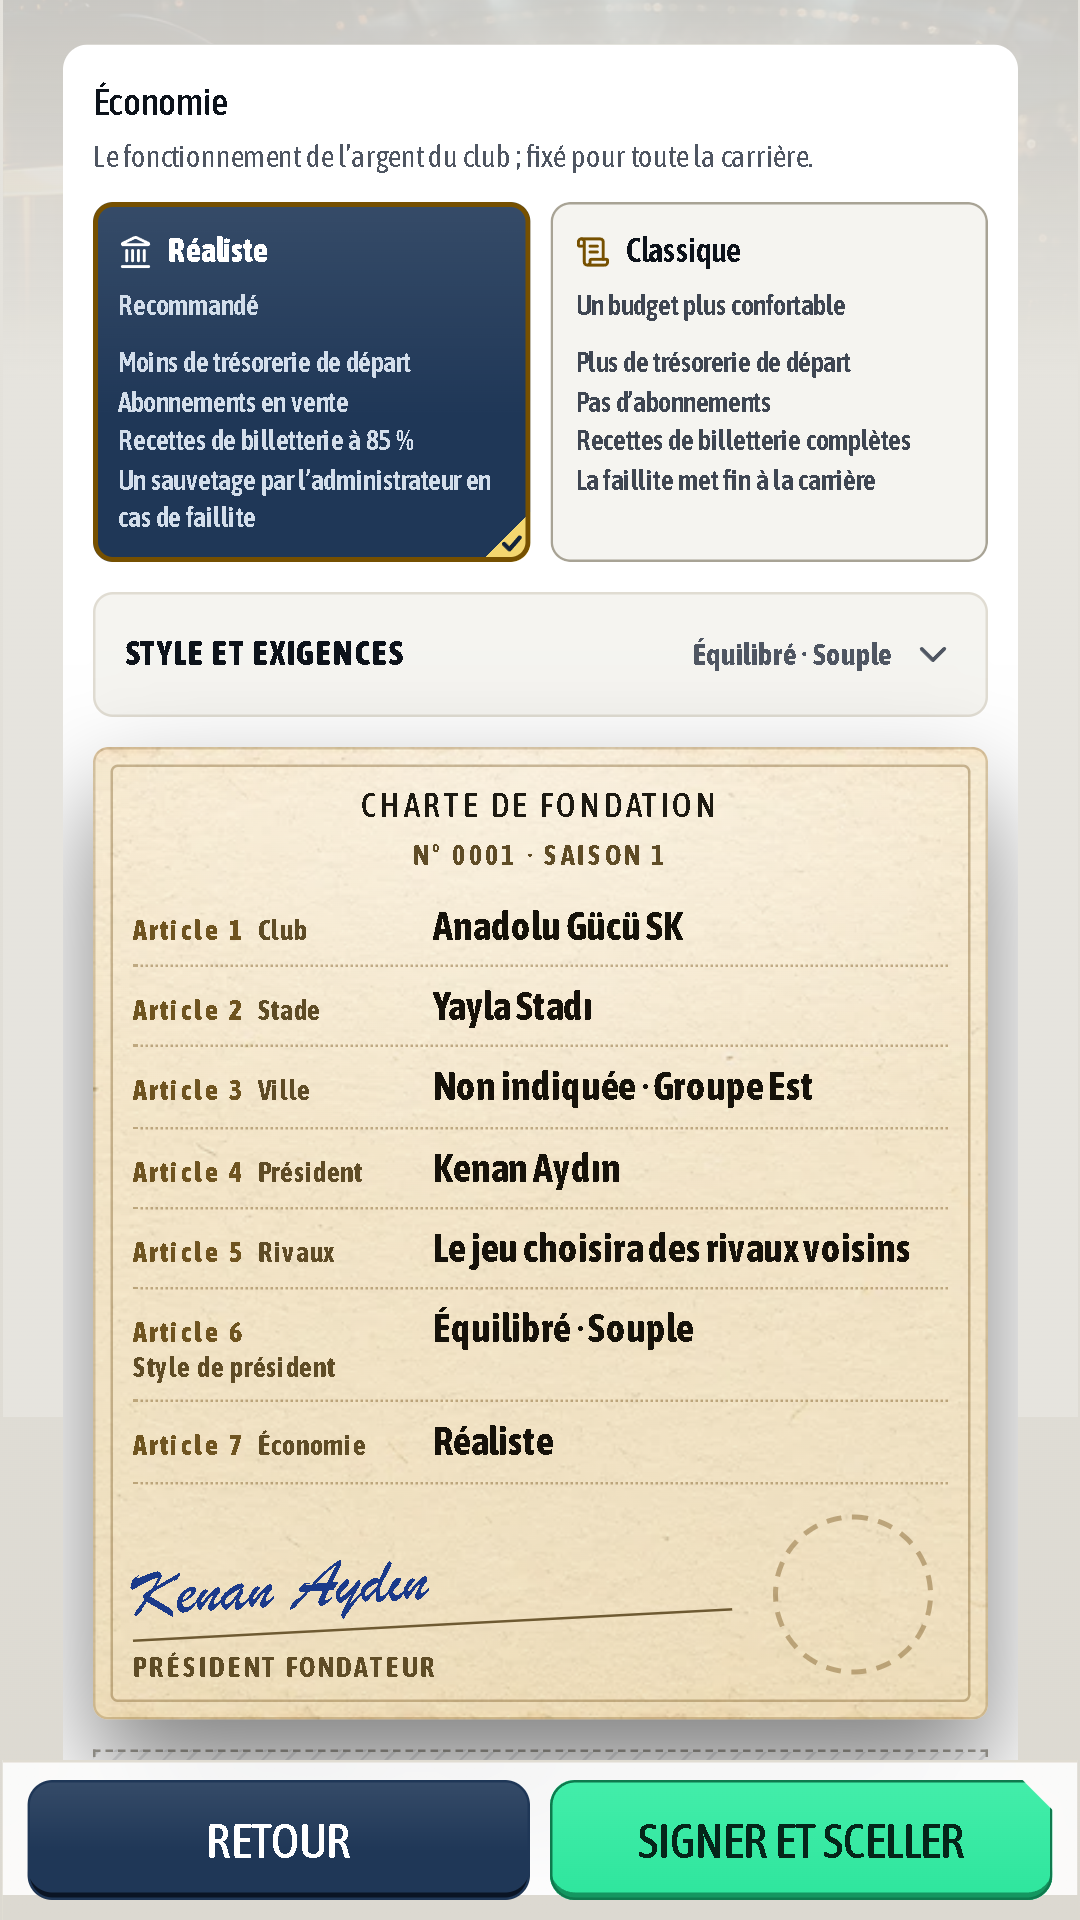 Économie
Le fonctionnement de l’argent du club ; fixé pour toute la carrière.
Réaliste
Recommandé
Moins de trésorerie de départ
Abonnements en vente
Recettes de billetterie à 85 %
Un sauvetage par l’administrateur en
cas de faillite
Classique
Un budget plus confortable
Plus de trésorerie de départ
Pas d’abonnements
Recettes de billetterie complètes
La faillite met fin à la carrière
STYLE ET EXIGENCES
Équilibré · Souple
CHARTE DE FONDATION
N° 0001 · SAISON 1
Article 1 Club Anadolu Gücü SK
Article 2 Stade Yayla Stadı
Article 3 Ville Non indiquée · Groupe Est
Article 4 Président Kenan Aydın
Article 5 Rivaux Le jeu choisira des rivaux voisins
Article 6 Équilibré · Souple
Style de président
Article 7 Économie Réaliste
Kenan Aydın
PRÉSIDENT FONDATEUR
RETOUR
SIGNER ET SCELLER